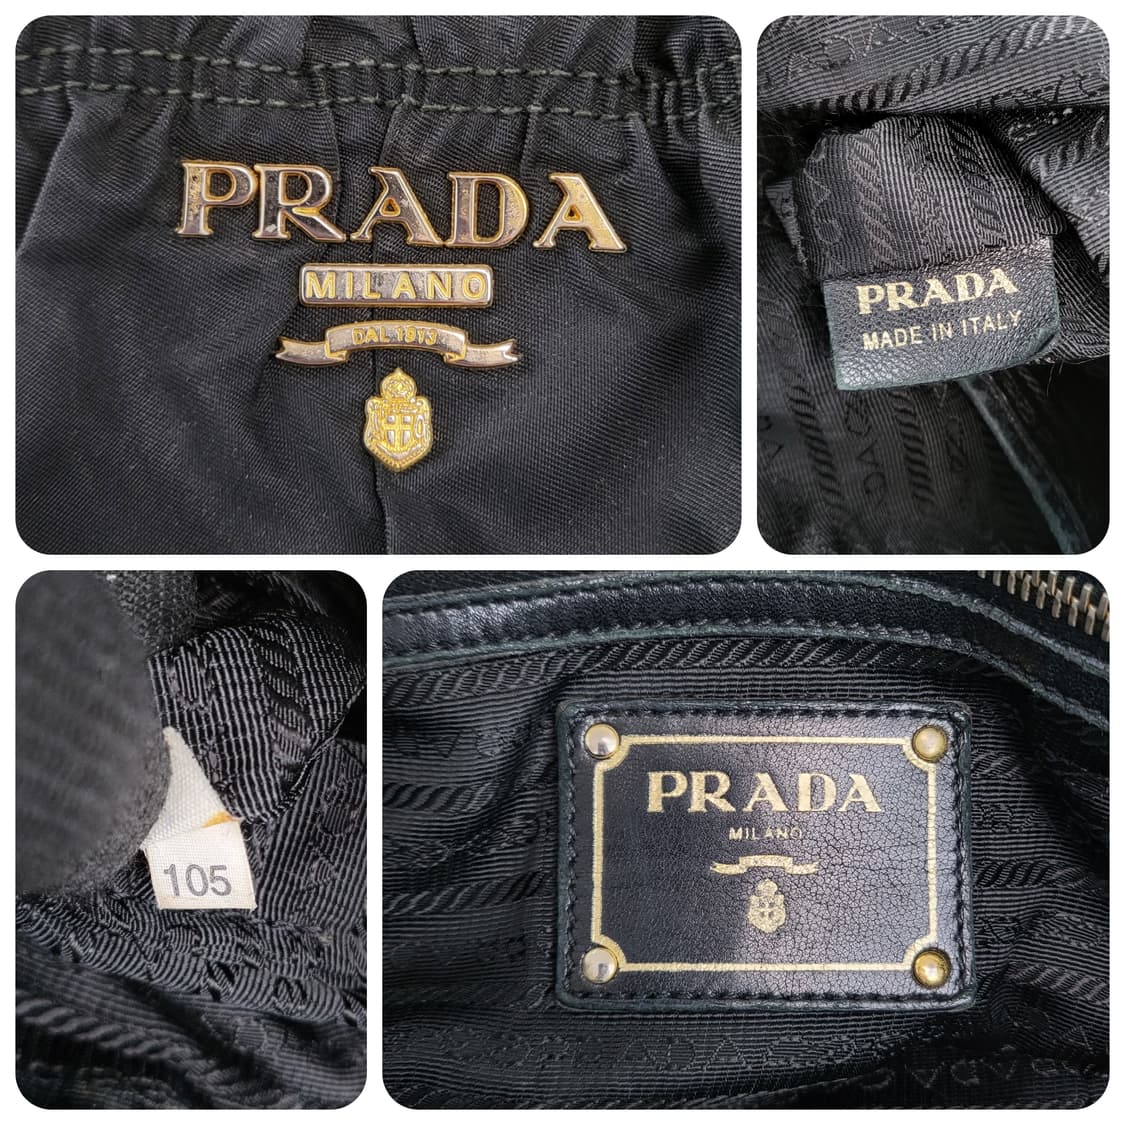 PRADA
MILANO
DAL 1913
PRADA
MADE IN ITALY
105
PRADA
MILANO